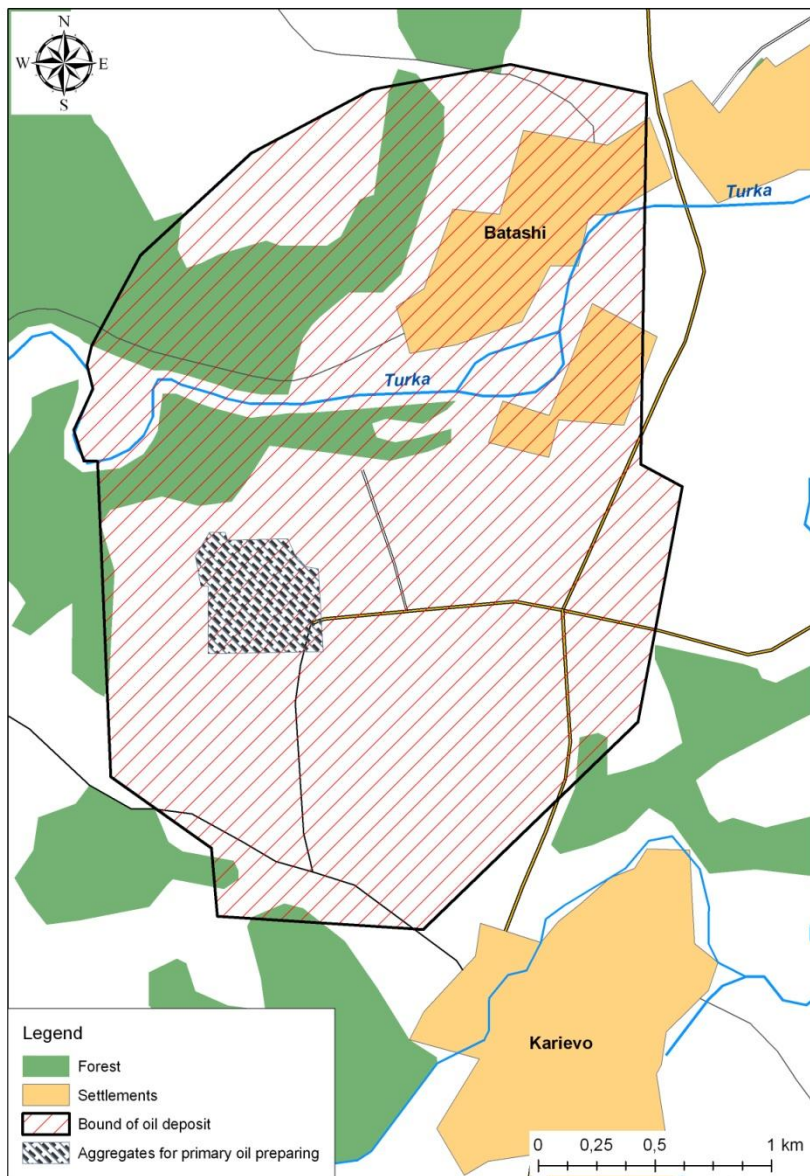 N
W E
S
Turka
Batashi
Turka
Karievo
Legend
Forest
Settlements
Bound of oil deposit
Aggregates for primary oil preparing
0 0,25 0,5 1 km